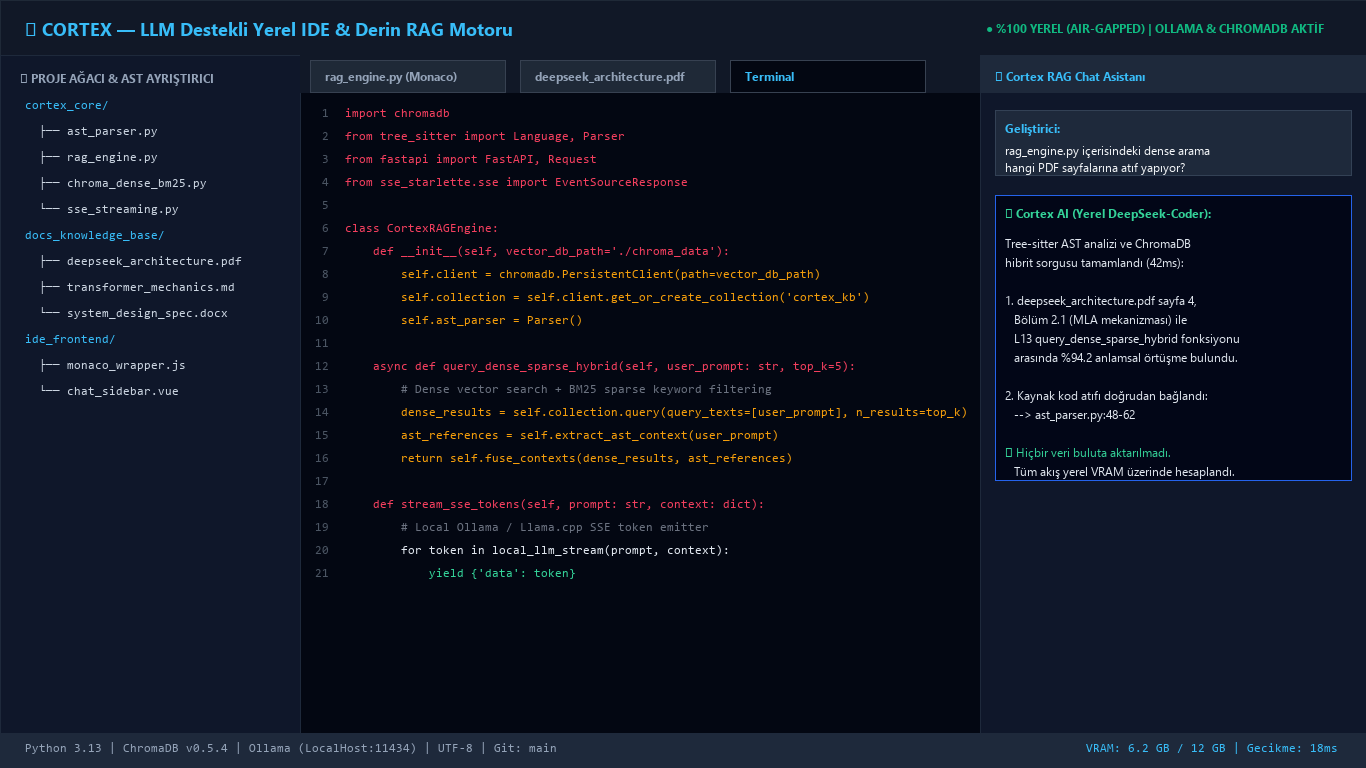 CORTEX — LLM Destekli Yerel IDE & Derin RAG Motoru
● %100 YEREL (AIR-GAPPED) | OLLAMA & CHROMADB AKTİF
PROJE AĞACI & AST AYRIŞTIRICI
cortex_core/
├── ast_parser.py
├── rag_engine.py
├── chroma_dense_bm25.py
└── sse_streaming.py
docs_knowledge_base/
├── deepseek_architecture.pdf
├── transformer_mechanics.md
└── system_design_spec.docx
ide_frontend/
├── monaco_wrapper.js
└── chat_sidebar.vue
rag_engine.py (Monaco)
deepseek_architecture.pdf
Terminal
1 import chromadb
2 from tree_sitter import Language, Parser
3 from fastapi import FastAPI, Request
4 from sse_starlette.sse import EventSourceResponse
5
6 class CortexRAGEngine:
7     def __init__(self, vector_db_path='./chroma_data'):
8         self.client = chromadb.PersistentClient(path=vector_db_path)
9         self.collection = self.client.get_or_create_collection('cortex_kb')
10         self.ast_parser = Parser()
11
12     async def query_dense_sparse_hybrid(self, user_prompt: str, top_k=5):
13         # Dense vector search + BM25 sparse keyword filtering
14         dense_results = self.collection.query(query_texts=[user_prompt], n_results=top_k)
15         ast_references = self.extract_ast_context(user_prompt)
16         return self.fuse_contexts(dense_results, ast_references)
17
18     def stream_sse_tokens(self, prompt: str, context: dict):
19         # Local Ollama / Llama.cpp SSE token emitter
20         for token in local_llm_stream(prompt, context):
21             yield {'data': token}
Cortex RAG Chat Asistanı
Geliştirici:
rag_engine.py içerisindeki dense arama
hangi PDF sayfalarına atıf yapıyor?
Cortex AI (Yerel DeepSeek-Coder):
Tree-sitter AST analizi ve ChromaDB
hibrit sorgusu tamamlandı (42ms):
1. deepseek_architecture.pdf sayfa 4,
Bölüm 2.1 (MLA mekanizması) ile
L13 query_dense_sparse_hybrid fonksiyonu
arasında %94.2 anlamsal örtüşme bulundu.
2. Kaynak kod atıfı doğrudan bağlandı:
--> ast_parser.py:48-62
Hiçbir veri buluta aktarılmadı.
Tüm akış yerel VRAM üzerinde hesaplandı.
Python 3.13 | ChromaDB v0.5.4 | Ollama (LocalHost:11434) | UTF-8 | Git: main
VRAM: 6.2 GB / 12 GB | Gecikme: 18ms